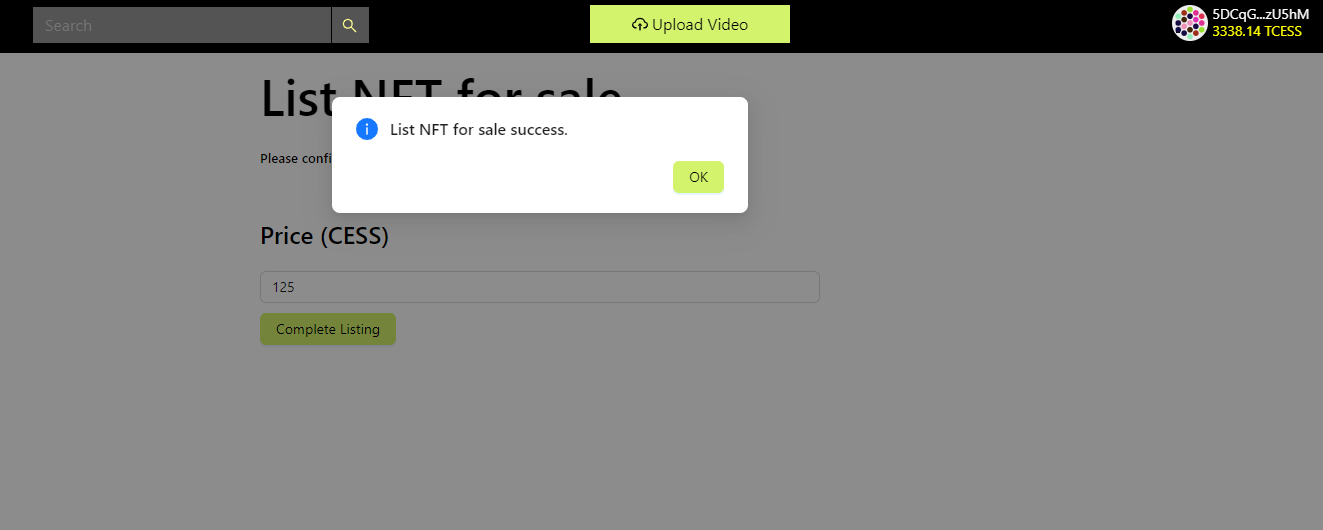 Search
Upload Video
5DCqG...zU5hM
3338.14 TCESS
List NFT for sale
List NFT for sale success.
Please confi
OK
Price (CESS)
125
Complete Listing